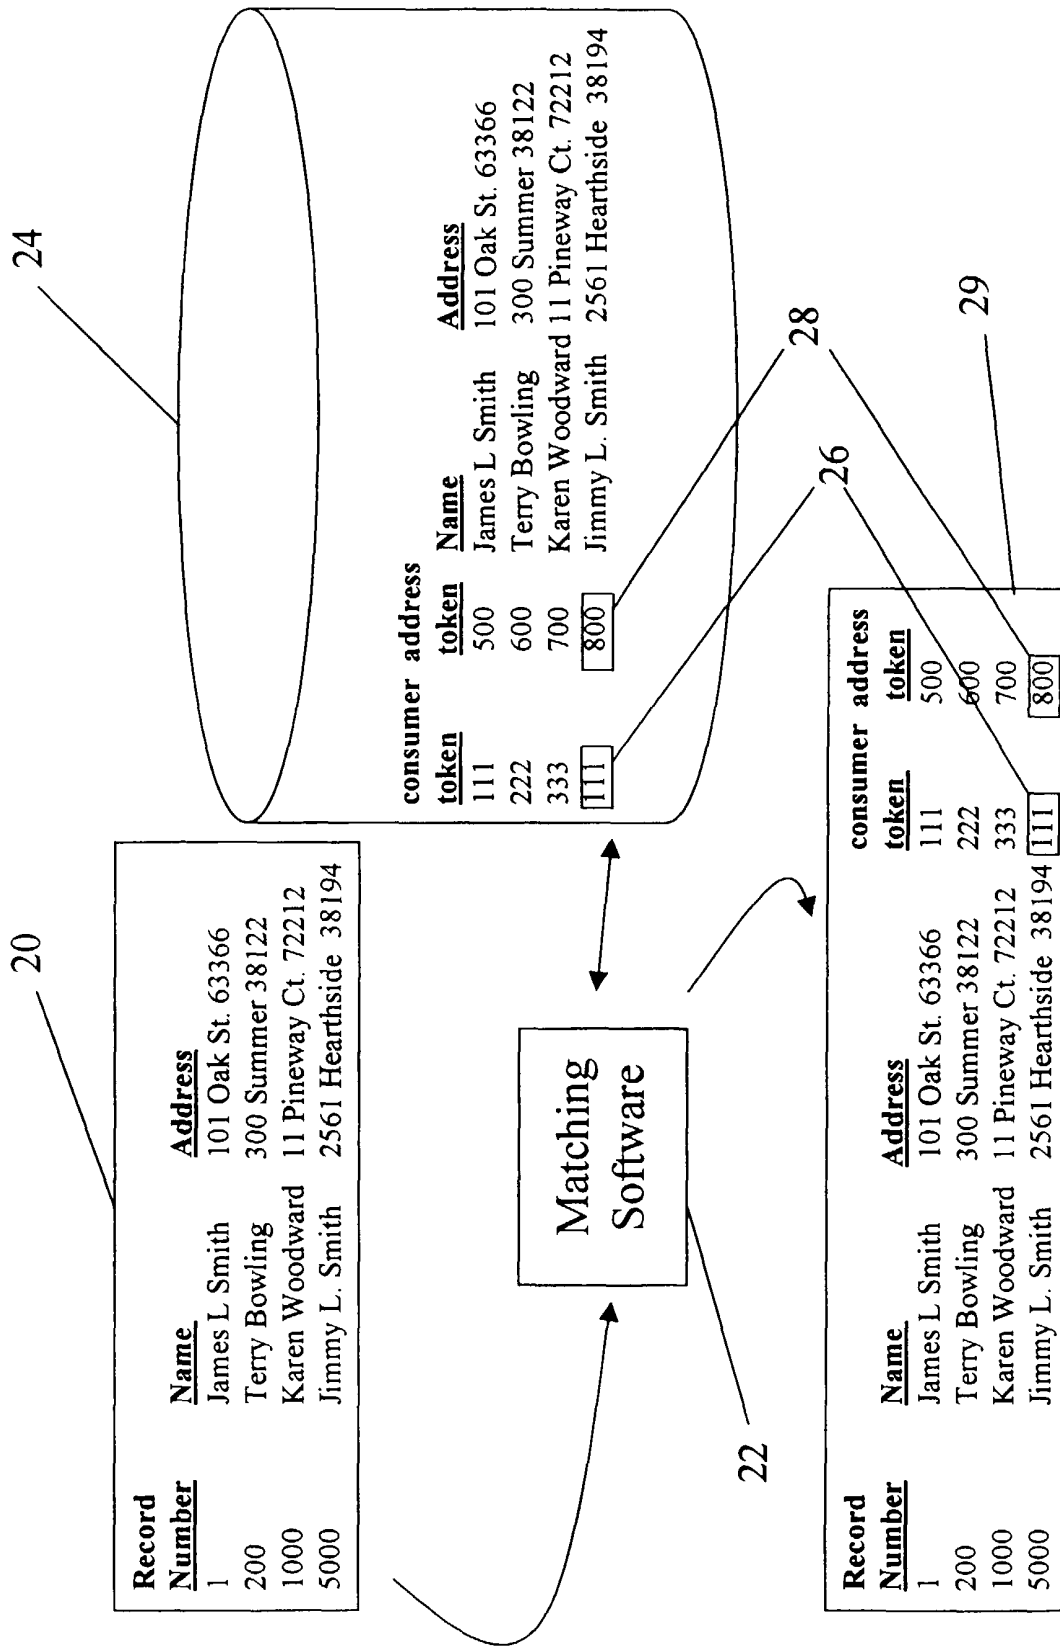 20
Record
Number Name Address
1 James L Smith 101 Oak St. 63366
200 Terry Bowling 300 Summer 38122
1000 Karen Woodward 11 Pineway Ct. 72212
5000 Jimmy L. Smith 2561 Hearthside 38194
24
consumer address
token token Name Address
111 500 James L Smith 101 Oak St. 63366
222 600 Terry Bowling 300 Summer 38122
333 700 Karen Woodward 11 Pineway Ct. 72212
111 800 Jimmy L. Smith 2561 Hearthside 38194
Matching
Software
22
28
26
29
Record consumer address
Number Name Address token token
1 James L Smith 101 Oak St. 63366 111 500
200 Terry Bowling 300 Summer 38122 222 600
1000 Karen Woodward 11 Pineway Ct. 72212 333 700
5000 Jimmy L. Smith 2561 Hearthside 38194 111 800